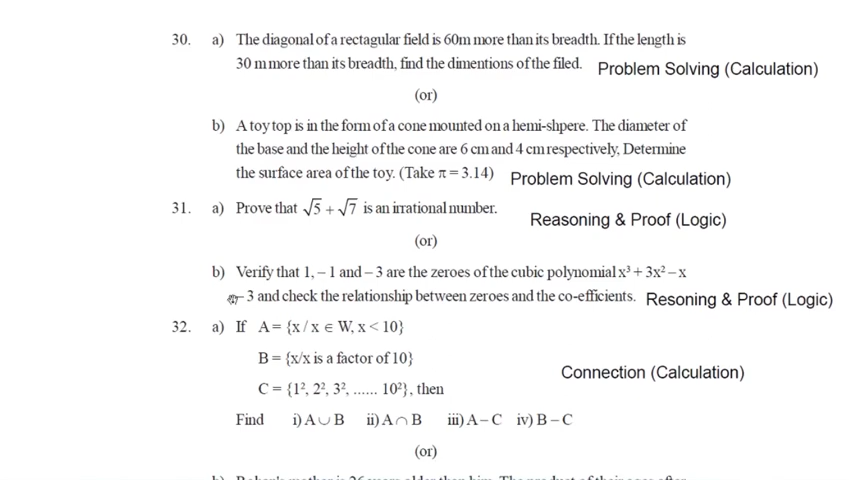 30. a) The diagonal of a rectagular field is 60m more than its breadth. If the length is
30 m more than its breadth, find the dimentions of the filed. Problem Solving (Calculation)
(or)
b) A toy top is in the form of a cone mounted on a hemi-shpere. The diameter of
the base and the height of the cone are 6 cm and 4 cm respectively, Determine
the surface area of the toy. (Take π = 3.14) Problem Solving (Calculation)
31. a) Prove that √5 + √7 is an irrational number. Reasoning & Proof (Logic)
(or)
b) Verify that 1, – 1 and – 3 are the zeroes of the cubic polynomial x³ + 3x² – x
– 3 and check the relationship between zeroes and the co-efficients. Resoning & Proof (Logic)
32. a) If A = {x / x ∈ W, x < 10}
B = {x/x is a factor of 10}
C = {1², 2², 3², ...... 10²}, then Connection (Calculation)
Find i) A ∪ B ii) A ∩ B iii) A – C iv) B – C
(or)